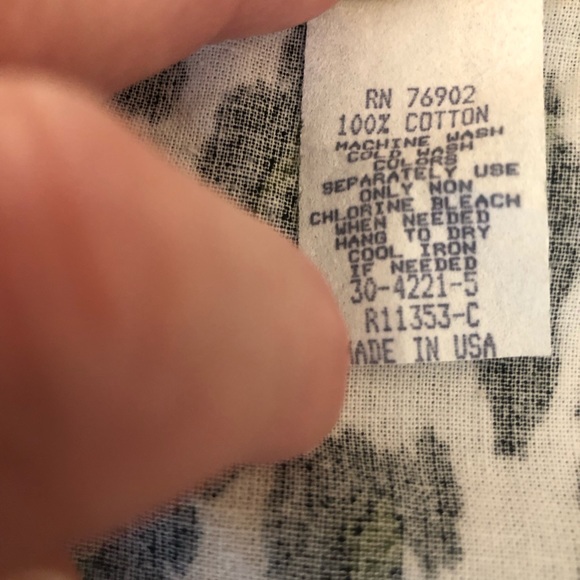 RN 76902
100% COTTON
MACHINE WASH
COLD WASH
COLORS
SEPARATELY USE
ONLY NON
CHLORINE BLEACH
WHEN NEEDED
HANG TO DRY
COOL IRON
IF NEEDED
30-4221-5
R11353-C
MADE IN USA